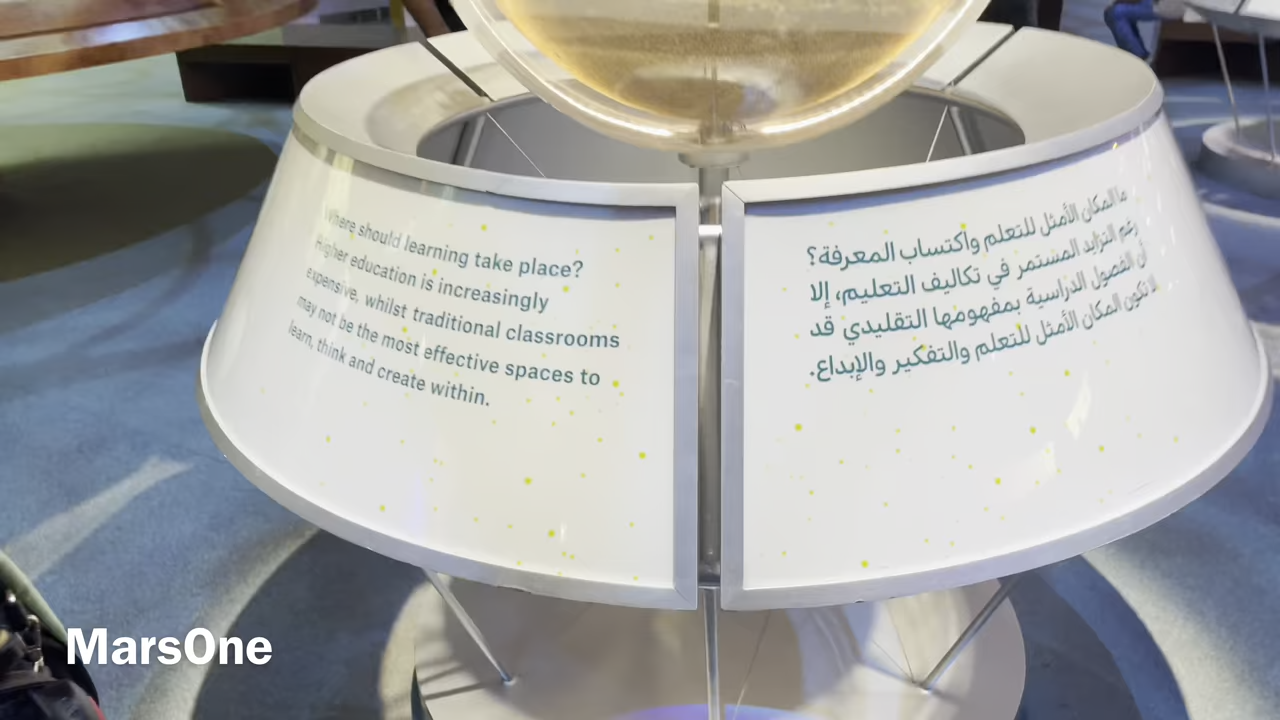 Where should learning take place?
Higher education is increasingly
expensive, whilst traditional classrooms
may not be the most effective spaces to
learn, think and create within.
ما المكان الأمثل للتعلم واكتساب المعرفة؟
رغم التزايد المستمر في تكاليف التعليم، إلا
أن الفصول الدراسية بمفهومها التقليدي قد
لا تكون المكان الأمثل للتعلم والتفكير والإبداع.
MarsOne